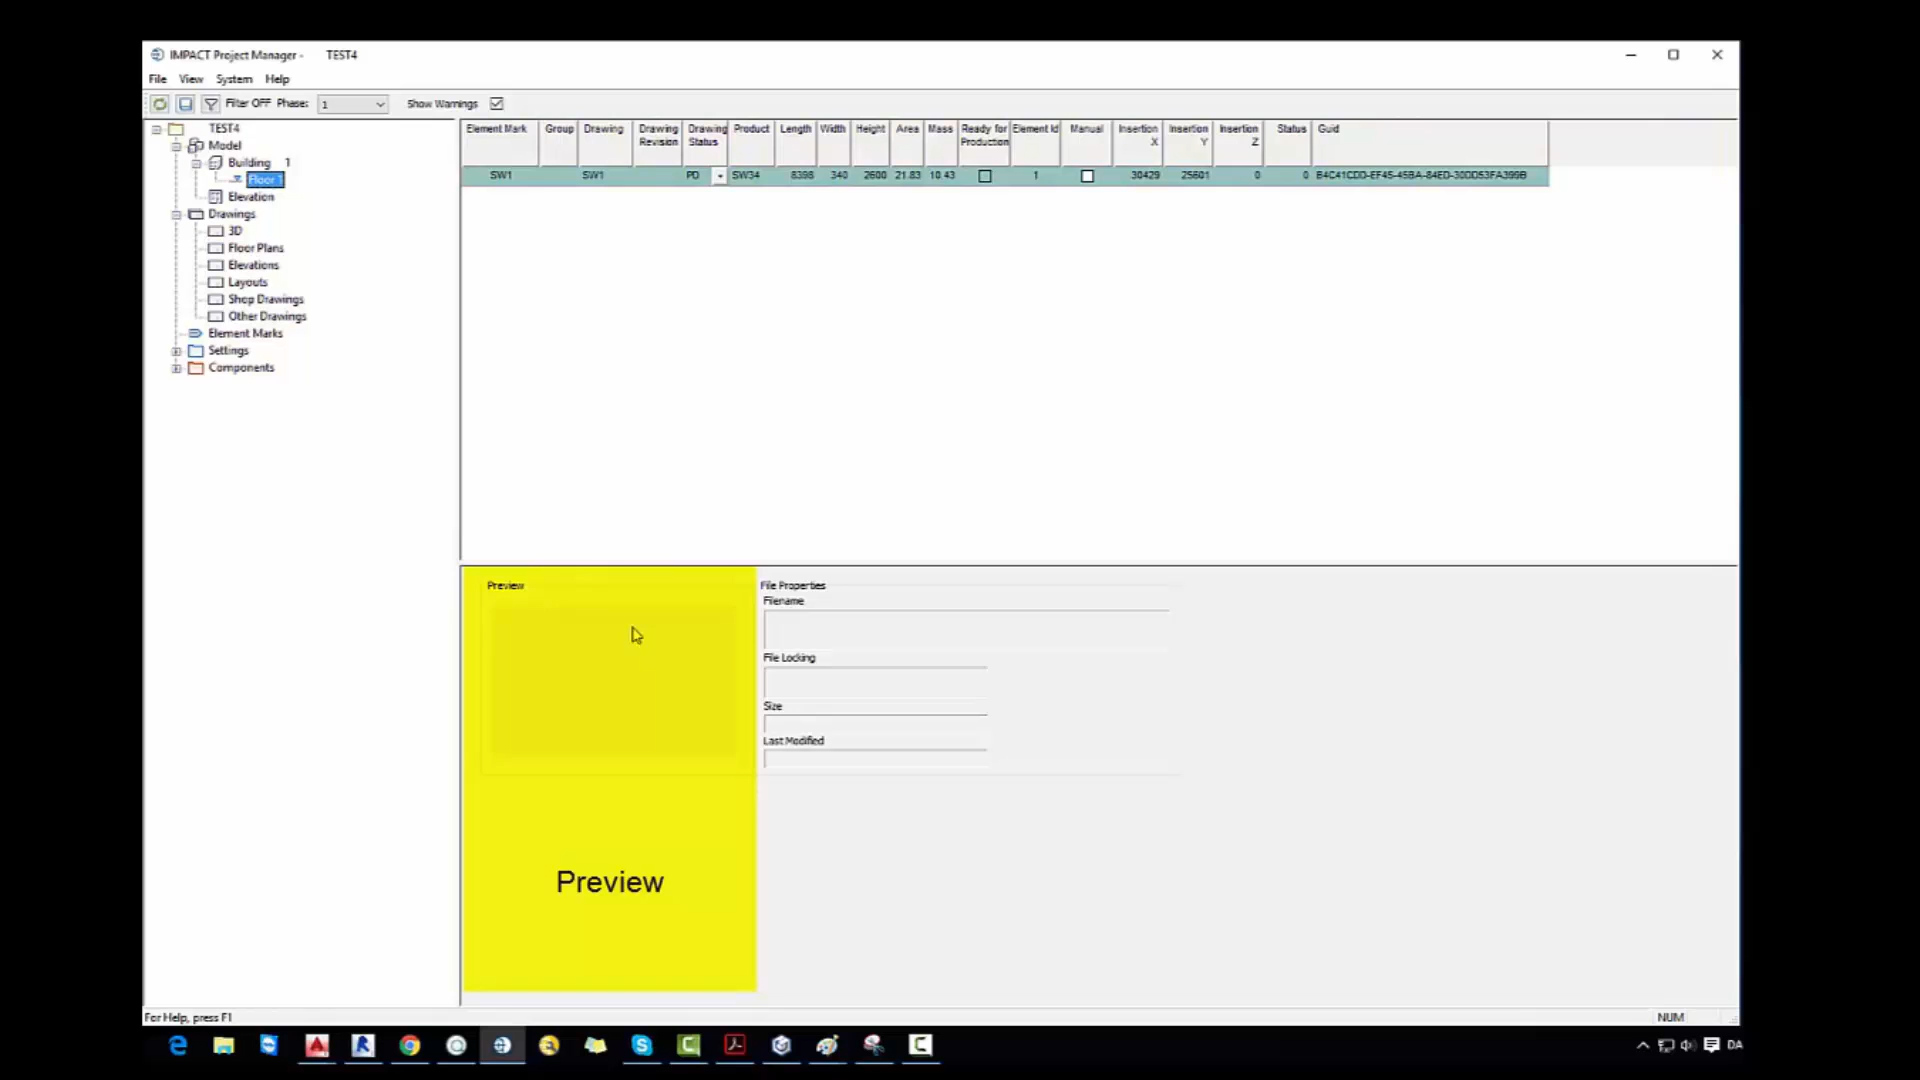 IMPACT Project Manager - TEST4
File View System Help
Filter OFF Phase: 1 Show Warnings
TEST4
Model
Building 1
Floor 1
Elevation
Drawings
3D
Floor Plans
Elevations
Layouts
Shop Drawings
Other Drawings
Element Marks
Settings
Components
Element Mark Group Drawing Drawing Revision Drawing Status Product Length Width Height Area Mass Ready for Production Element Id Manual Insertion X Insertion Y Insertion Z Status Guid
SW1 SW1 PD SW34 8398 340 2600 21.83 10.43 1 30429 25601 0 0 B4C41CDD-EF45-45BA-84ED-30DD53FA399B
Preview
File Properties
Filename
File Locking
Size
Last Modified
Preview
For Help, press F1
NUM
DA